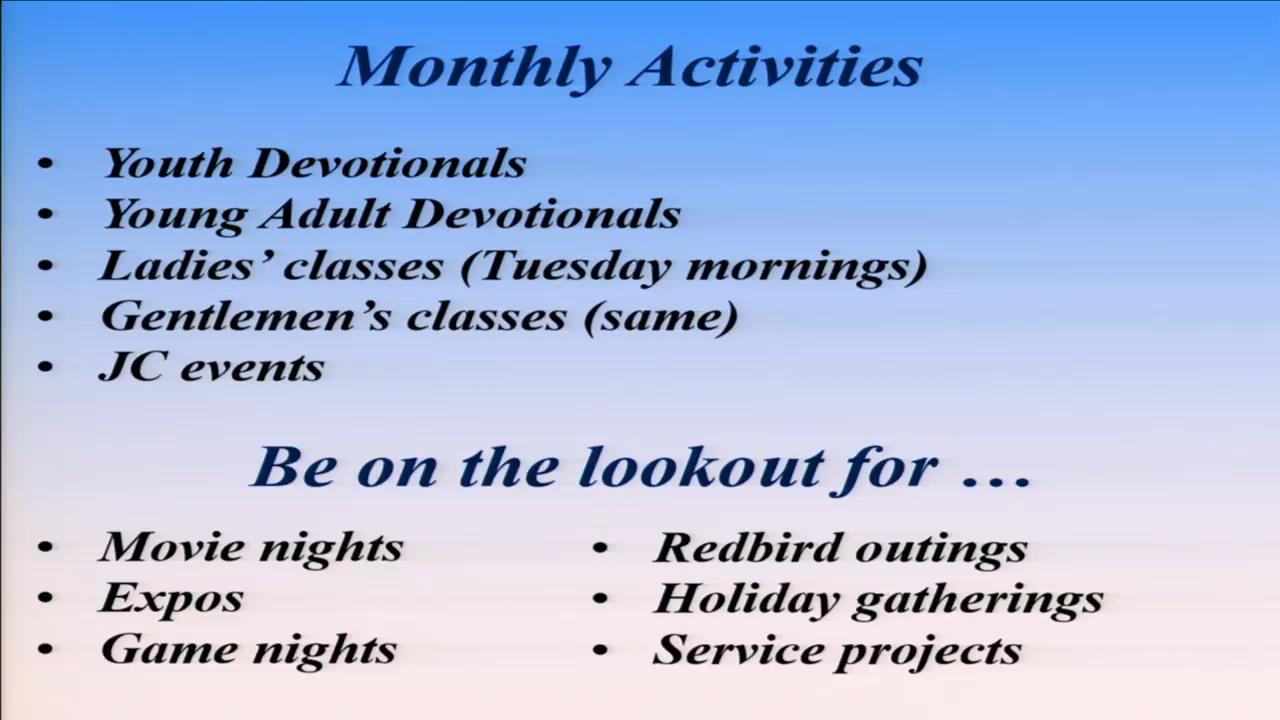 Monthly Activities
• Youth Devotionals
• Young Adult Devotionals
• Ladies’ classes (Tuesday mornings)
• Gentlemen’s classes (same)
• JC events
Be on the lookout for …
• Movie nights
• Expos
• Game nights
• Redbird outings
• Holiday gatherings
• Service projects